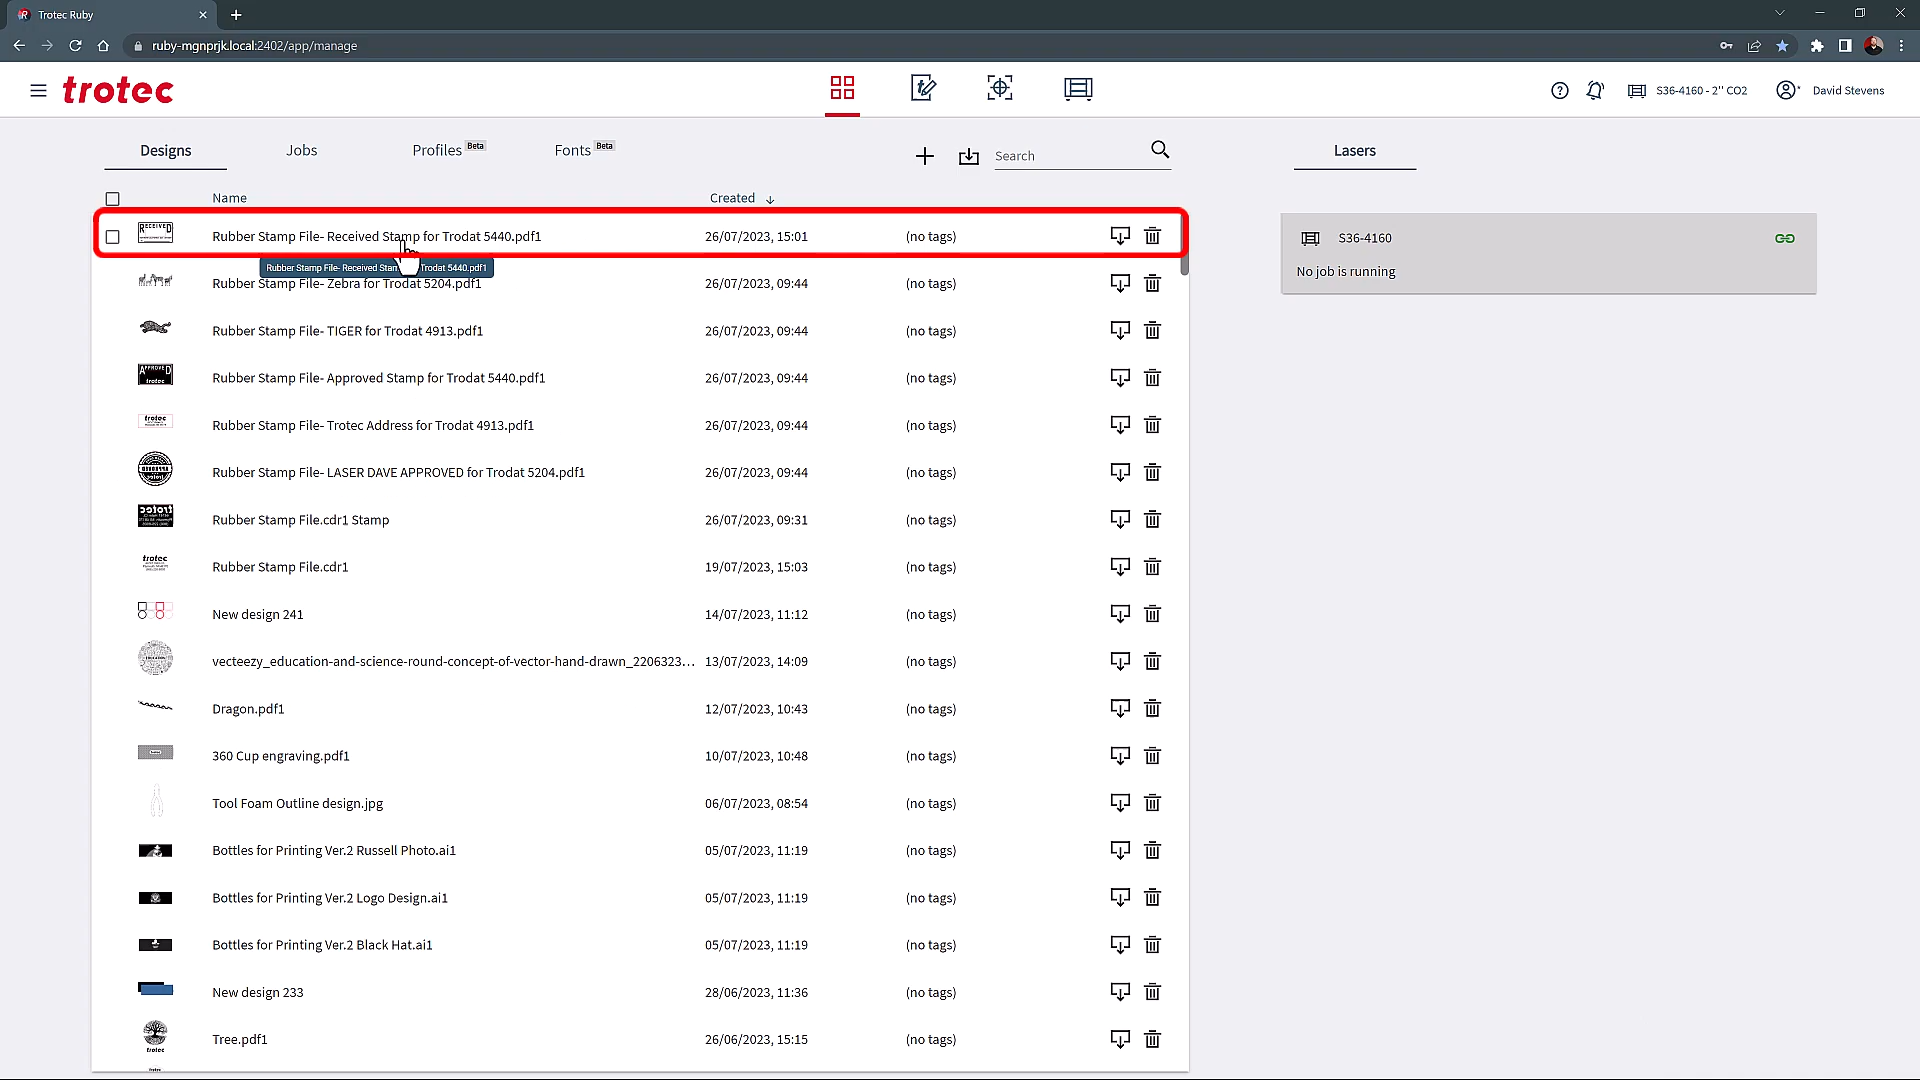 Trotec Ruby
ruby-mgnprjk.local:2402/app/manage
trotec
S36-4160 - 2'' CO2
David Stevens
Designs
Jobs
Profiles Beta
Fonts Beta
Search
Lasers
Name
Created
RECEIVED
Rubber Stamp File- Received Stamp for Trodat 5440.pdf1
26/07/2023, 15:01
(no tags)
S36-4160
No job is running
Rubber Stamp File- Received Stam Trodat 5440.pdf1
Rubber Stamp File- Zebra for Trodat 5204.pdf1
26/07/2023, 09:44
(no tags)
Rubber Stamp File- TIGER for Trodat 4913.pdf1
26/07/2023, 09:44
(no tags)
APPROVED
trotec
Rubber Stamp File- Approved Stamp for Trodat 5440.pdf1
26/07/2023, 09:44
(no tags)
trotec
Rubber Stamp File- Trotec Address for Trodat 4913.pdf1
26/07/2023, 09:44
(no tags)
Rubber Stamp File- LASER DAVE APPROVED for Trodat 5204.pdf1
26/07/2023, 09:44
(no tags)
Rubber Stamp File.cdr1 Stamp
26/07/2023, 09:31
(no tags)
trotec
Rubber Stamp File.cdr1
19/07/2023, 15:03
(no tags)
New design 241
14/07/2023, 11:12
(no tags)
vecteezy_education-and-science-round-concept-of-vector-hand-drawn_2206323...
13/07/2023, 14:09
(no tags)
Dragon.pdf1
12/07/2023, 10:43
(no tags)
360 Cup engraving.pdf1
10/07/2023, 10:48
(no tags)
Tool Foam Outline design.jpg
06/07/2023, 08:54
(no tags)
Bottles for Printing Ver.2 Russell Photo.ai1
05/07/2023, 11:19
(no tags)
Bottles for Printing Ver.2 Logo Design.ai1
05/07/2023, 11:19
(no tags)
Bottles for Printing Ver.2 Black Hat.ai1
05/07/2023, 11:19
(no tags)
New design 233
28/06/2023, 11:36
(no tags)
trotec
Tree.pdf1
26/06/2023, 15:15
(no tags)